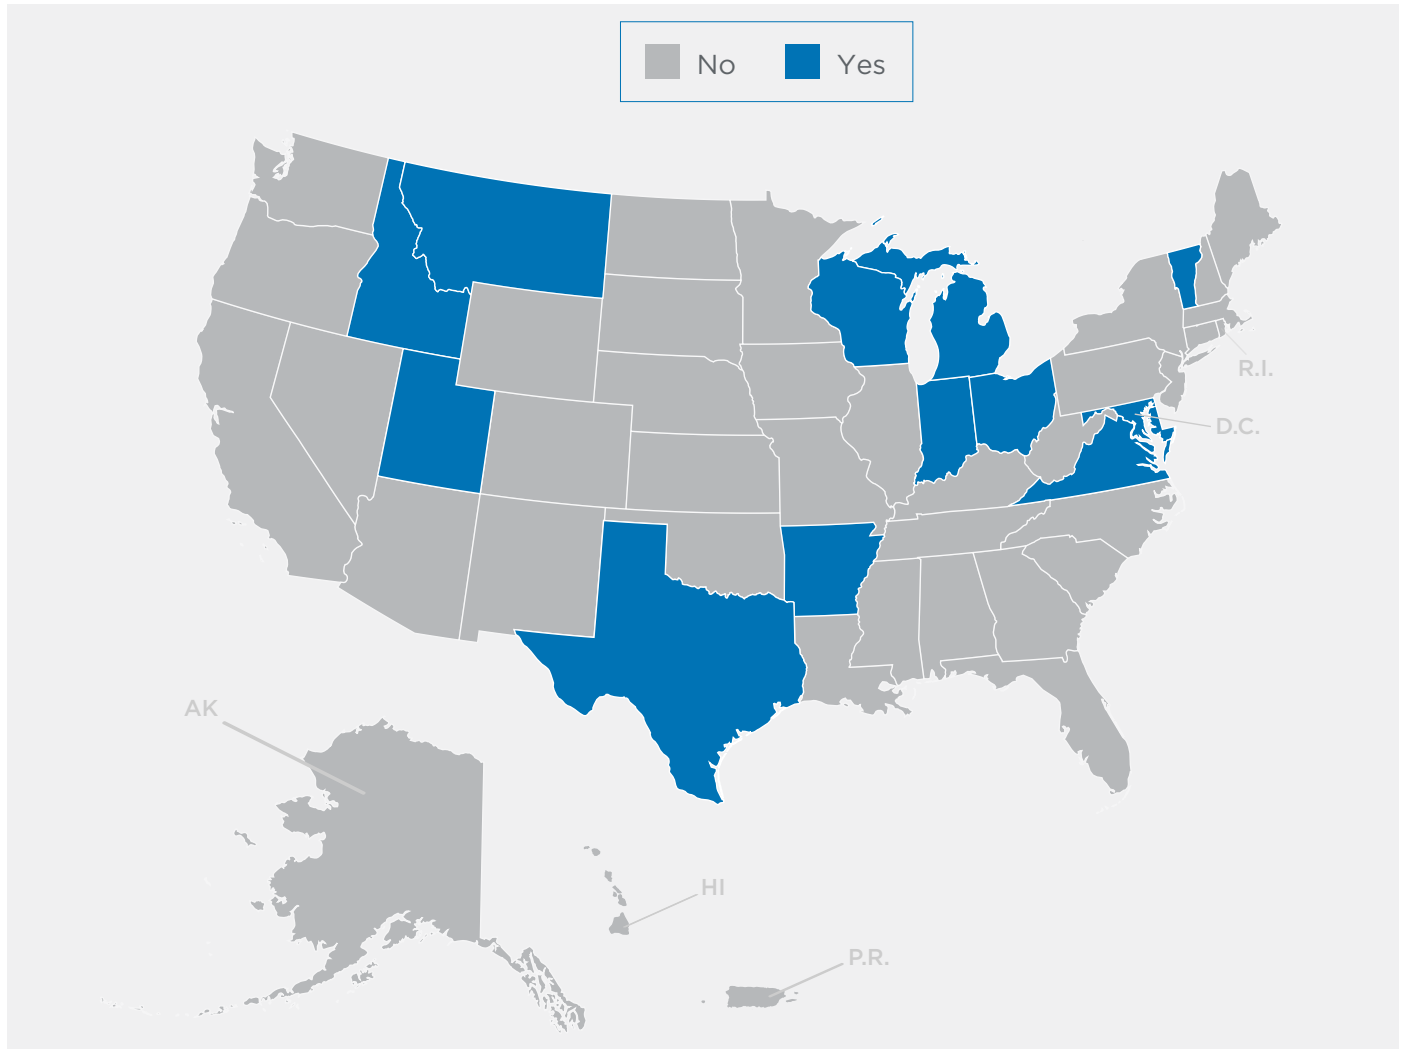 No
Yes
R.I.
D.C.
AK
HI
P.R.